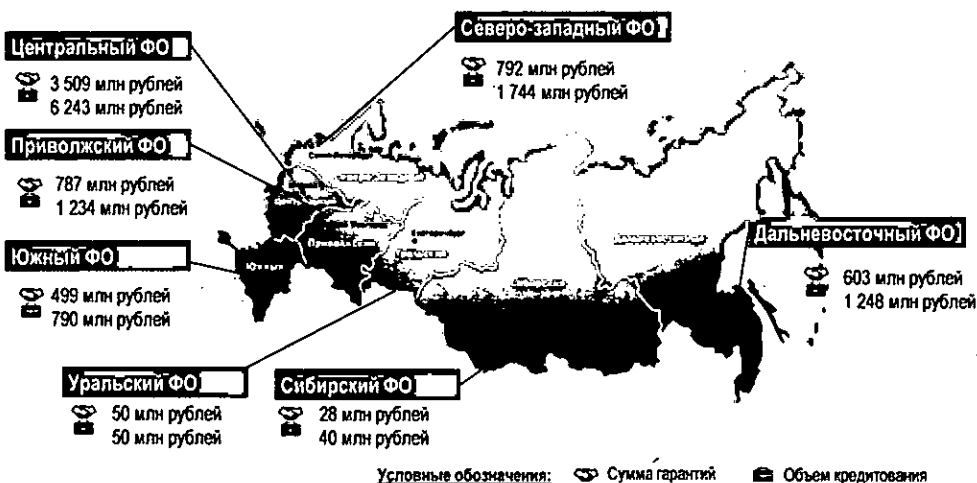 Северо-западный ФО
792 млн рублей
1 744 млн рублей
Центральный ФО
3 509 млн рублей
6 243 млн рублей
Приволжский ФО
787 млн рублей
1 234 млн рублей
Южный ФО
499 млн рублей
790 млн рублей
Южный
Дальневосточный ФО
603 млн рублей
1 248 млн рублей
Уральский ФО
50 млн рублей
50 млн рублей
Сибирский ФО
28 млн рублей
40 млн рублей
Условные обозначения: Сумма гарантий Объем кредитования